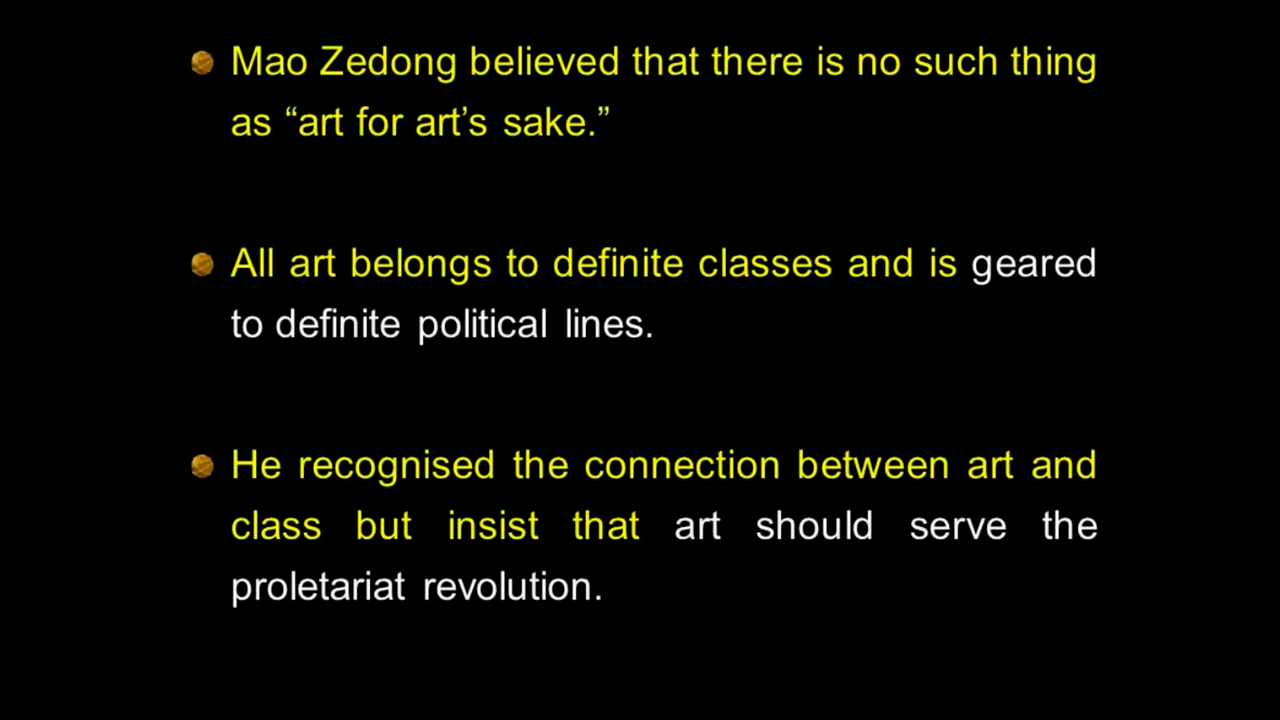 Mao Zedong believed that there is no such thing
as “art for art’s sake.”
All art belongs to definite classes and is geared
to definite political lines.
He recognised the connection between art and
class but insist that art should serve the
proletariat revolution.